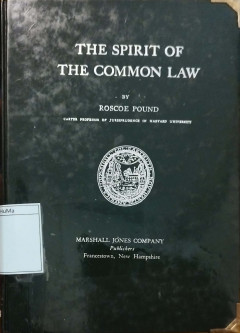 THE SPIRIT OF
THE COMMON LAW
BY
ROSCOE POUND
CARTER PROFESSOR OF JURISPRUDENCE IN HARVARD UNIVERSITY
MARSHALL JONES COMPANY
Publishers
Francestown, New Hampshire